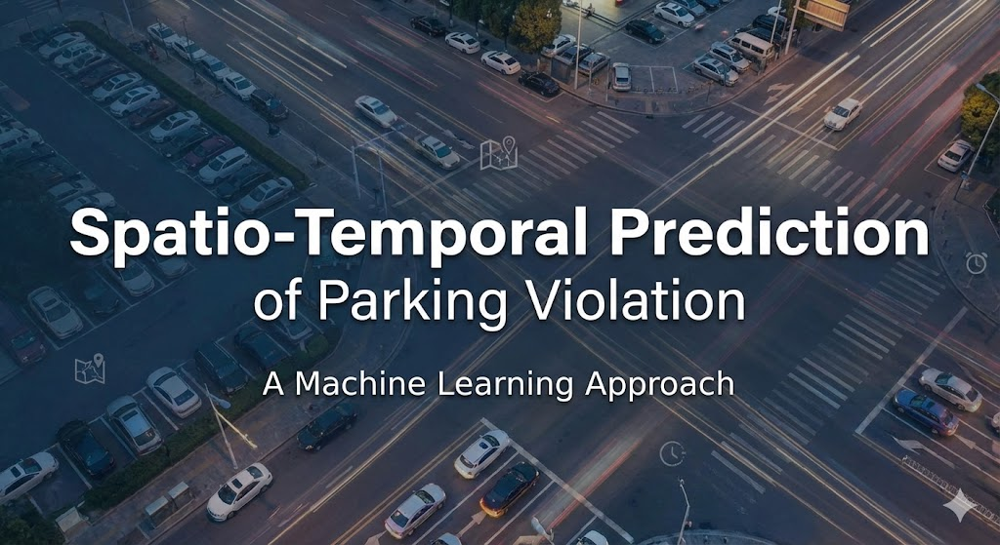 Spatio-Temporal Prediction
of Parking Violation
A Machine Learning Approach